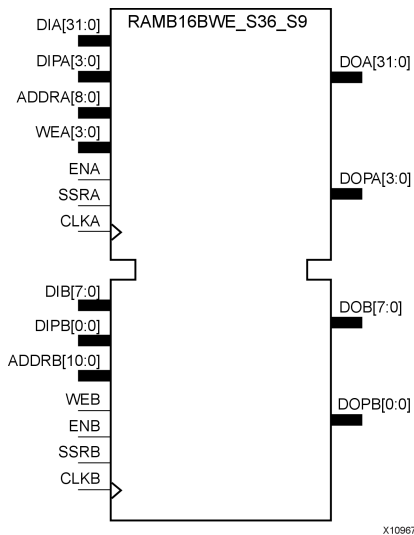 RAMB16BWE_S36_S9
DIA[31:0]
DIPA[3:0]
ADDRA[8:0]
WEA[3:0]
ENA
SSRA
CLKA
DOA[31:0]
DOPA[3:0]
DIB[7:0]
DIPB[0:0]
ADDRB[10:0]
WEB
ENB
SSRB
CLKB
DOB[7:0]
DOPB[0:0]
X10967